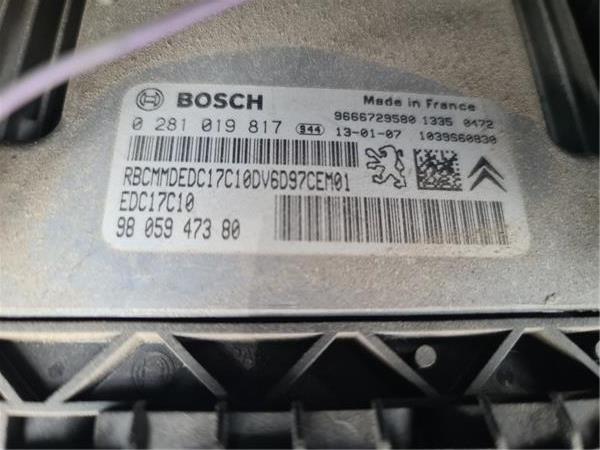 BOSCH
Made in France
9666729580 1335 0472
0 281 019 817 944 13-01-07 1039S60830
RBCMMDEDC17C10DV6D97CEM01
EDC17C10
98 059 473 80